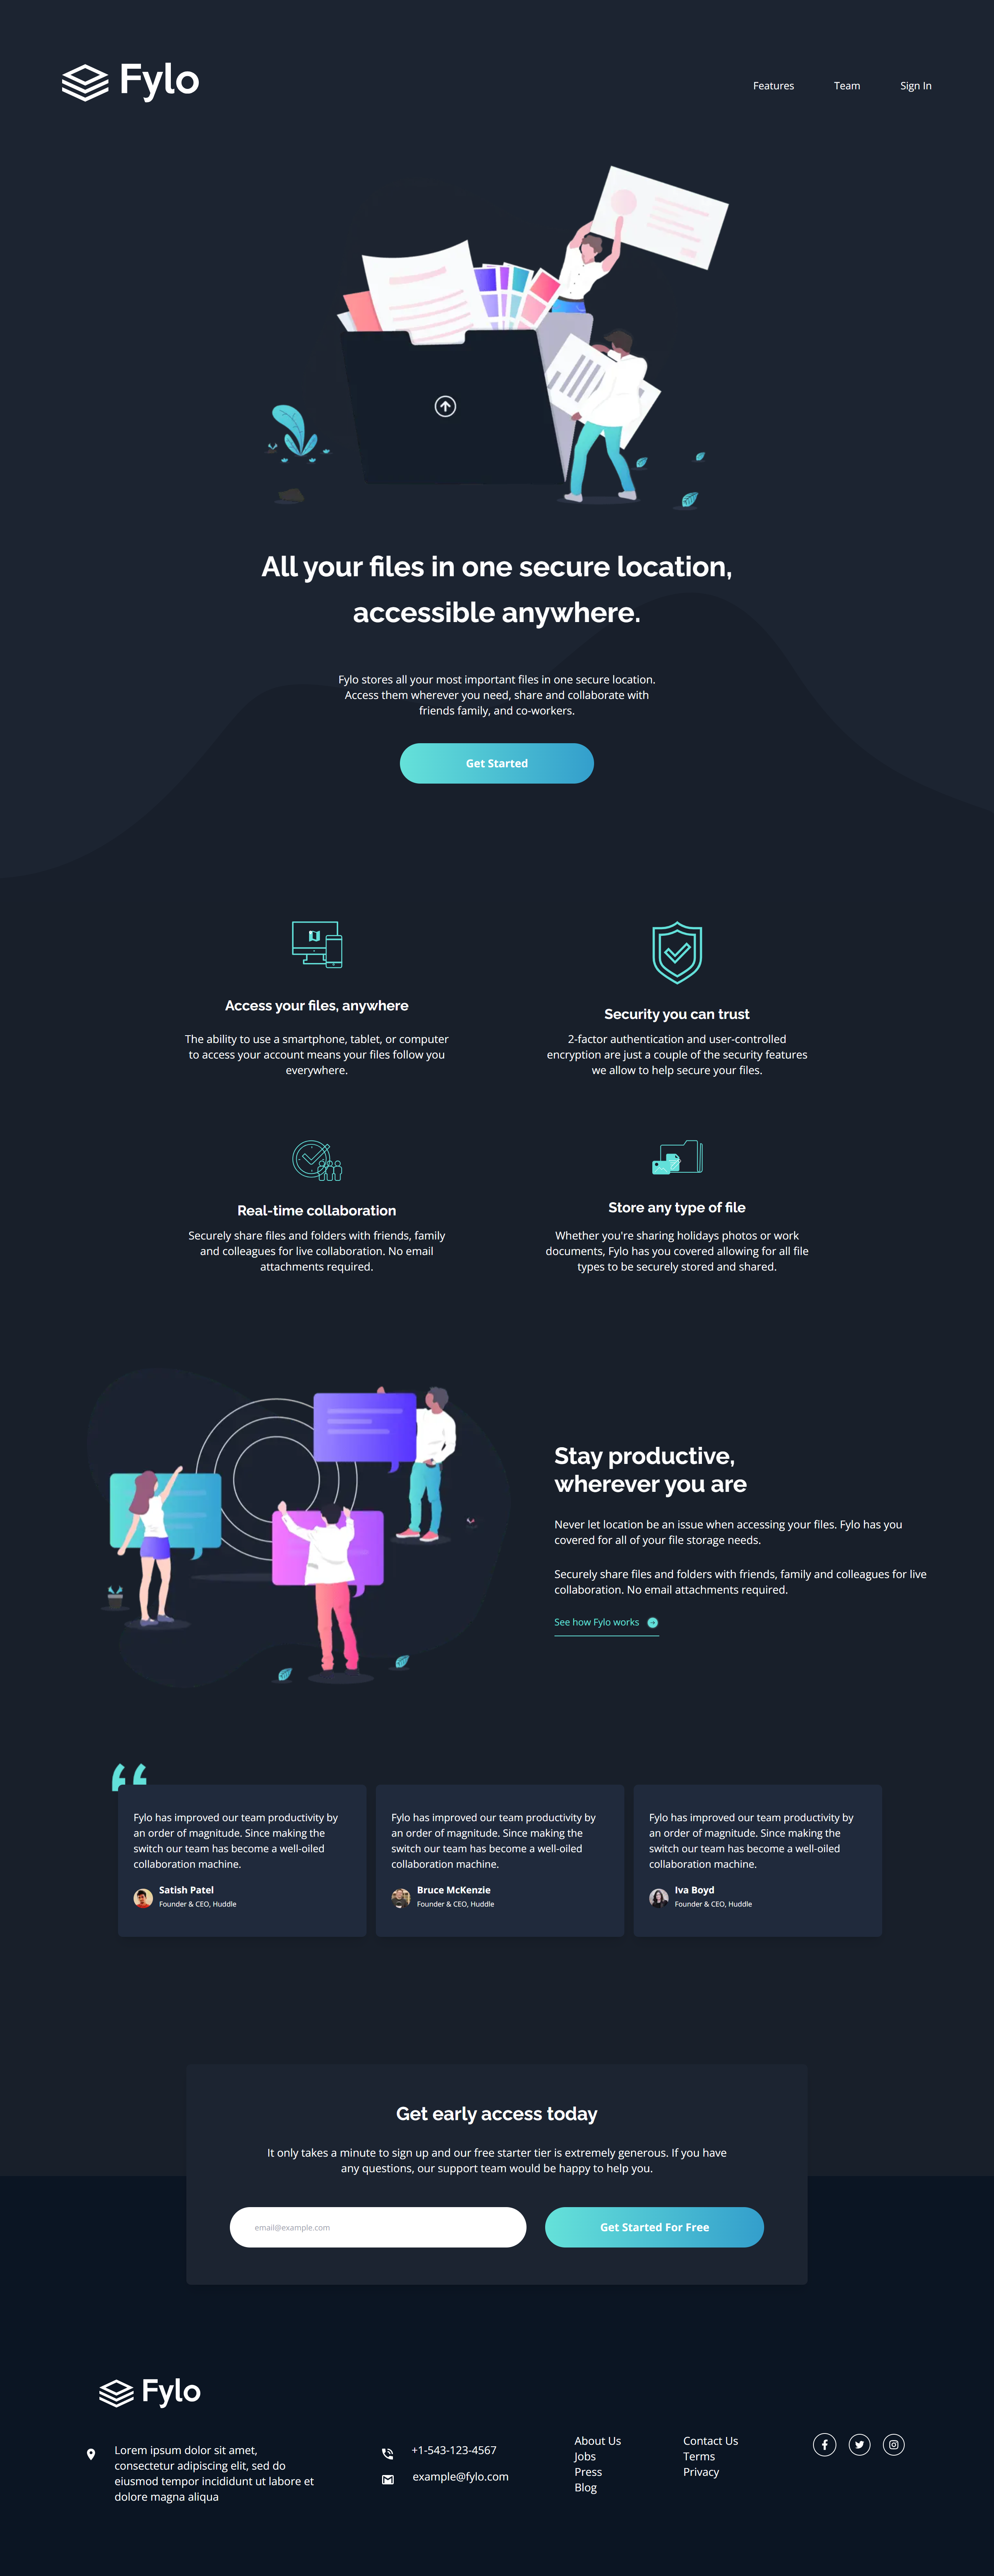 Fylo
Features
Team
Sign In
All your files in one secure location,
accessible anywhere.
Fylo stores all your most important files in one secure location.
Access them wherever you need, share and collaborate with
friends family, and co-workers.
Get Started
Access your files, anywhere
The ability to use a smartphone, tablet, or computer
to access your account means your files follow you
everywhere.
Security you can trust
2-factor authentication and user-controlled
encryption are just a couple of the security features
we allow to help secure your files.
Real-time collaboration
Securely share files and folders with friends, family
and colleagues for live collaboration. No email
attachments required.
Store any type of file
Whether you're sharing holidays photos or work
documents, Fylo has you covered allowing for all file
types to be securely stored and shared.
Stay productive,
wherever you are
Never let location be an issue when accessing your files. Fylo has you
covered for all of your file storage needs.
Securely share files and folders with friends, family and colleagues for live
collaboration. No email attachments required.
See how Fylo works
Fylo has improved our team productivity by
an order of magnitude. Since making the
switch our team has become a well-oiled
collaboration machine.
Satish Patel
Founder & CEO, Huddle
Fylo has improved our team productivity by
an order of magnitude. Since making the
switch our team has become a well-oiled
collaboration machine.
Bruce McKenzie
Founder & CEO, Huddle
Fylo has improved our team productivity by
an order of magnitude. Since making the
switch our team has become a well-oiled
collaboration machine.
Iva Boyd
Founder & CEO, Huddle
Get early access today
It only takes a minute to sign up and our free starter tier is extremely generous. If you have
any questions, our support team would be happy to help you.
email@example.com
Get Started For Free
Fylo
Lorem ipsum dolor sit amet,
consectetur adipiscing elit, sed do
eiusmod tempor incididunt ut labore et
dolore magna aliqua
+1-543-123-4567
example@fylo.com
About Us
Jobs
Press
Blog
Contact Us
Terms
Privacy